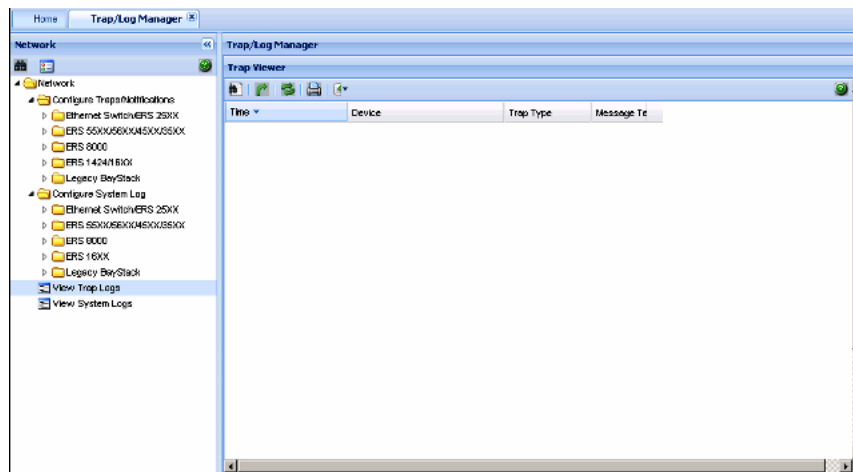 Home
Trap/Log Manager
Network
Trap/Log Manager
Trap Viewer
Network
Configure Traps/Notifications
Ethernet Switch/ERS 25XX
ERS 55XX/56XX/45XX/35XX
ERS 8000
ERS 1424/16XX
Legacy BayStack
Configure System Log
Ethernet Switch/ERS 25XX
ERS 55XX/56XX/45XX/35XX
ERS 8000
ERS 16XX
Legacy BayStack
View Trap Logs
View System Logs
Time
Device
Trap Type
Message Te